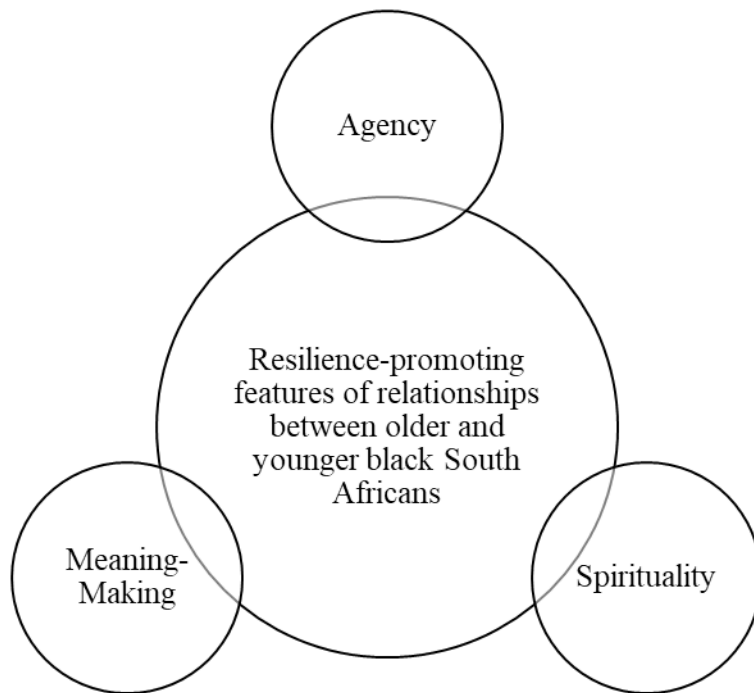 Agency
Resilience-promoting
features of relationships
between older and
younger black South
Africans
Meaning-
Making
Spirituality